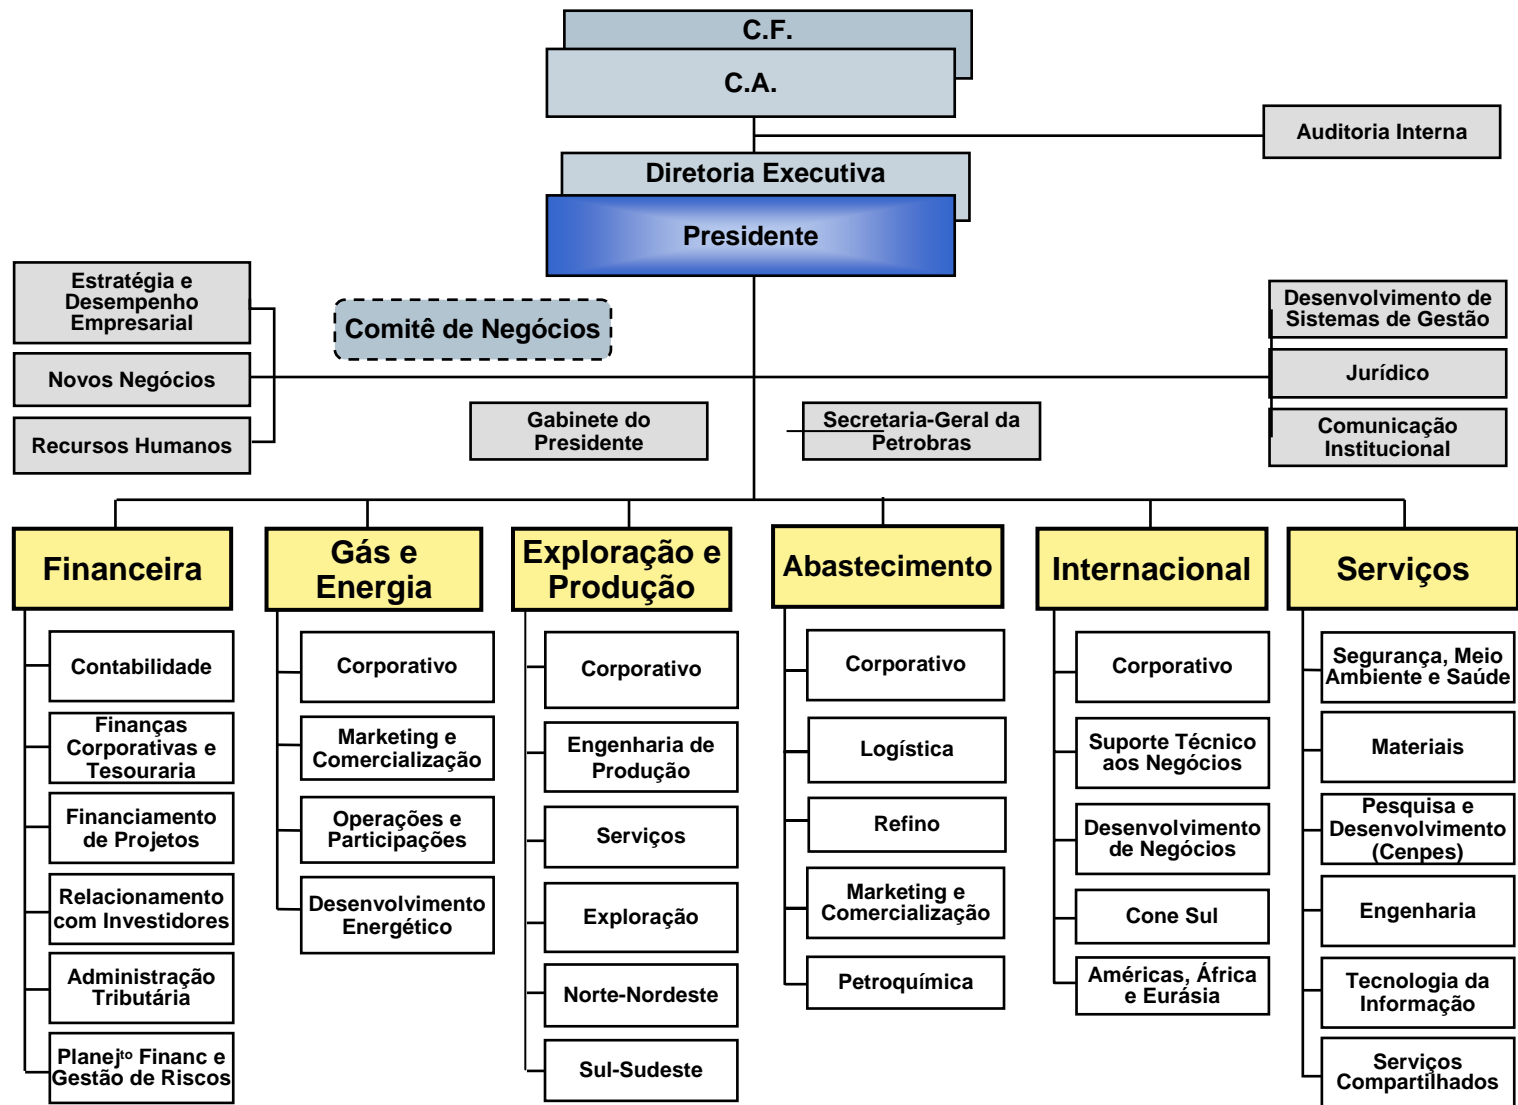 C.F.
C.A.
Auditoria Interna
Diretoria Executiva
Presidente
Estratégia e
Desempenho
Empresarial
Novos Negócios
Recursos Humanos
Comitê de Negócios
Gabinete do
Presidente
Secretaria-Geral da
Petrobras
Desenvolvimento de
Sistemas de Gestão
Jurídico
Comunicação
Institucional
Financeira
Contabilidade
Finanças
Corporativas e
Tesouraria
Financiamento
de Projetos
Relacionamento
com Investidores
Administração
Tributária
Planejto Financ e
Gestão de Riscos
Gás e
Energia
Corporativo
Marketing e
Comercialização
Operações e
Participações
Desenvolvimento
Energético
Exploração e
Produção
Corporativo
Engenharia de
Produção
Serviços
Exploração
Norte-Nordeste
Sul-Sudeste
Abastecimento
Corporativo
Logística
Refino
Marketing e
Comercialização
Petroquímica
Internacional
Corporativo
Suporte Técnico
aos Negócios
Desenvolvimento
de Negócios
Cone Sul
Américas, África
e Eurásia
Serviços
Segurança, Meio
Ambiente e Saúde
Materiais
Pesquisa e
Desenvolvimento
(Cenpes)
Engenharia
Tecnologia da
Informação
Serviços
Compartilhados